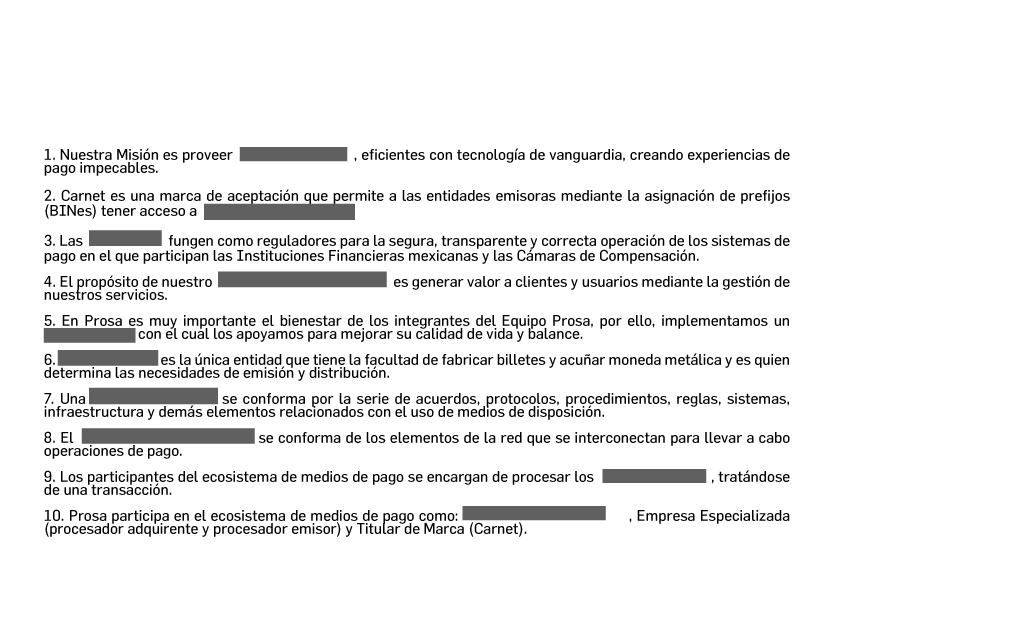 1. Nuestra Misión es proveer , eficientes con tecnología de vanguardia, creando experiencias de
pago impecables.
2. Carnet es una marca de aceptación que permite a las entidades emisoras mediante la asignación de prefijos
(BINes) tener acceso a
3. Las fungen como reguladores para la segura, transparente y correcta operación de los sistemas de
pago en el que participan las Instituciones Financieras mexicanas y las Cámaras de Compensación.
4. El propósito de nuestro es generar valor a clientes y usuarios mediante la gestión de
nuestros servicios.
5. En Prosa es muy importante el bienestar de los integrantes del Equipo Prosa, por ello, implementamos un
con el cual los apoyamos para mejorar su calidad de vida y balance.
6. es la única entidad que tiene la facultad de fabricar billetes y acuñar moneda metálica y es quien
determina las necesidades de emisión y distribución.
7. Una se conforma por la serie de acuerdos, protocolos, procedimientos, reglas, sistemas,
infraestructura y demás elementos relacionados con el uso de medios de disposición.
8. El se conforma de los elementos de la red que se interconectan para llevar a cabo
operaciones de pago.
9. Los participantes del ecosistema de medios de pago se encargan de procesar los , tratándose
de una transacción.
10. Prosa participa en el ecosistema de medios de pago como: , Empresa Especializada
(procesador adquirente y procesador emisor) y Titular de Marca (Carnet).